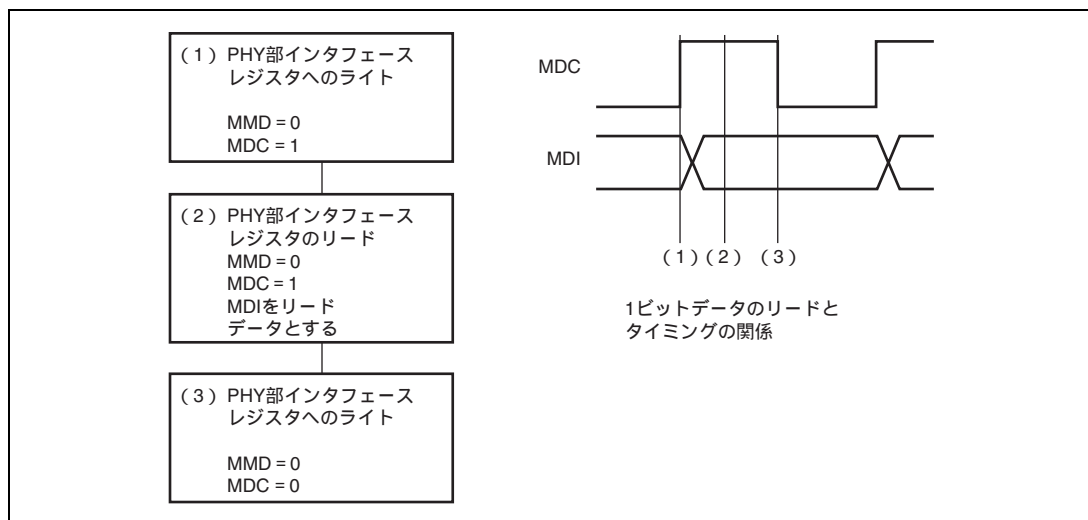 （1）PHY部インタフェース
レジスタへのライト
MMD = 0
MDC = 1
（2）PHY部インタフェース
レジスタのリード
MMD = 0
MDC = 1
MDIをリード
データとする
（3）PHY部インタフェース
レジスタへのライト
MMD = 0
MDC = 0
MDC
MDI
（1）（2）（3）
1ビットデータのリードと
タイミングの関係